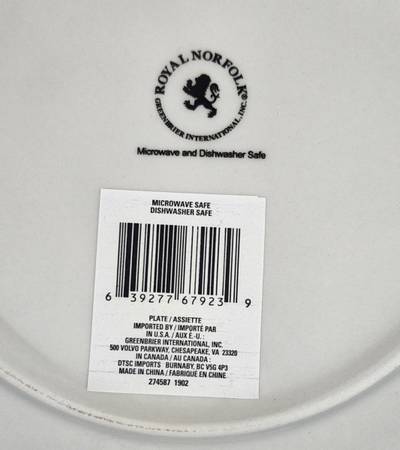 ROYAL NORFOLK®
GREENBRIER INTERNATIONAL, INC.
Microwave and Dishwasher Safe
MICROWAVE SAFE
DISHWASHER SAFE
6 39277 67923 9
PLATE / ASSIETTE
IMPORTED BY / IMPORTÉ PAR
IN U.S.A. / AUX É.-U. :
GREENBRIER INTERNATIONAL, INC.
500 VOLVO PARKWAY, CHESAPEAKE, VA 23320
IN CANADA / AU CANADA :
DTSC IMPORTS BURNABY, BC V5G 4P3
MADE IN CHINA / FABRIQUÉ EN CHINE
274587 1902